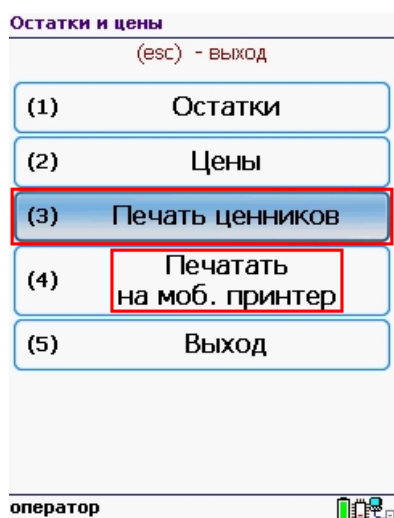 Остатки и цены
(esc) - выход
(1) Остатки
(2) Цены
(3) Печать ценников
(4) Печатать
на моб. принтер
(5) Выход
оператор